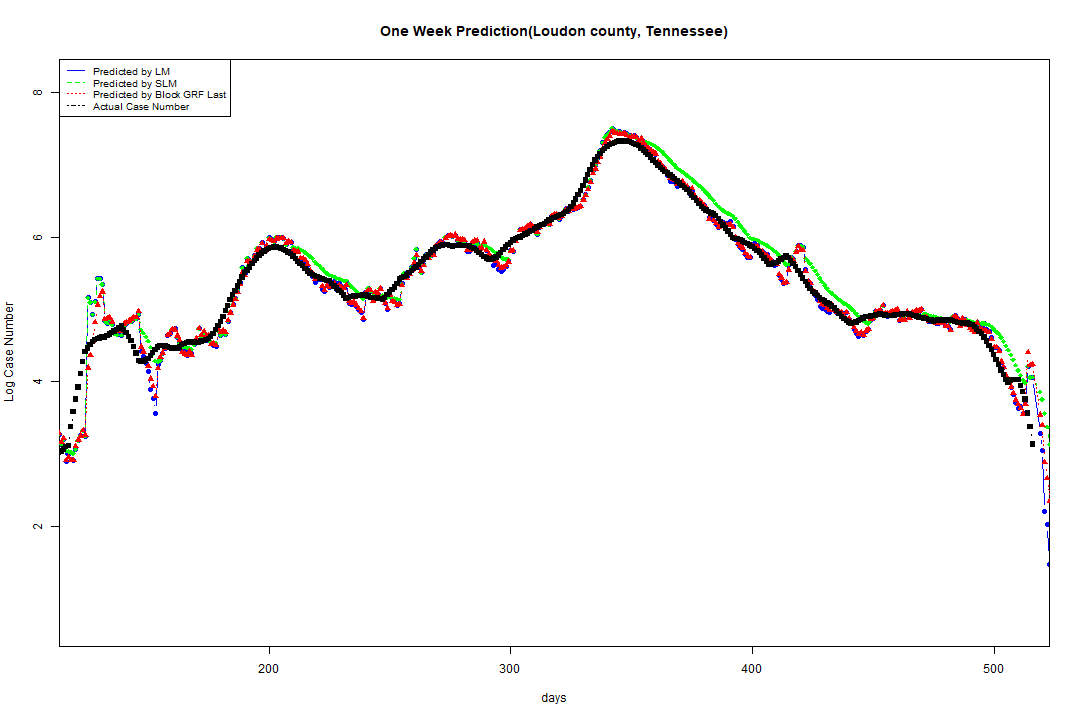 One Week Prediction(Loudon county, Tennessee)
Predicted by LM
Predicted by SLM
Predicted by Block GRF Last
Actual Case Number
8
6
4
2
Log Case Number
200 300 400 500
days